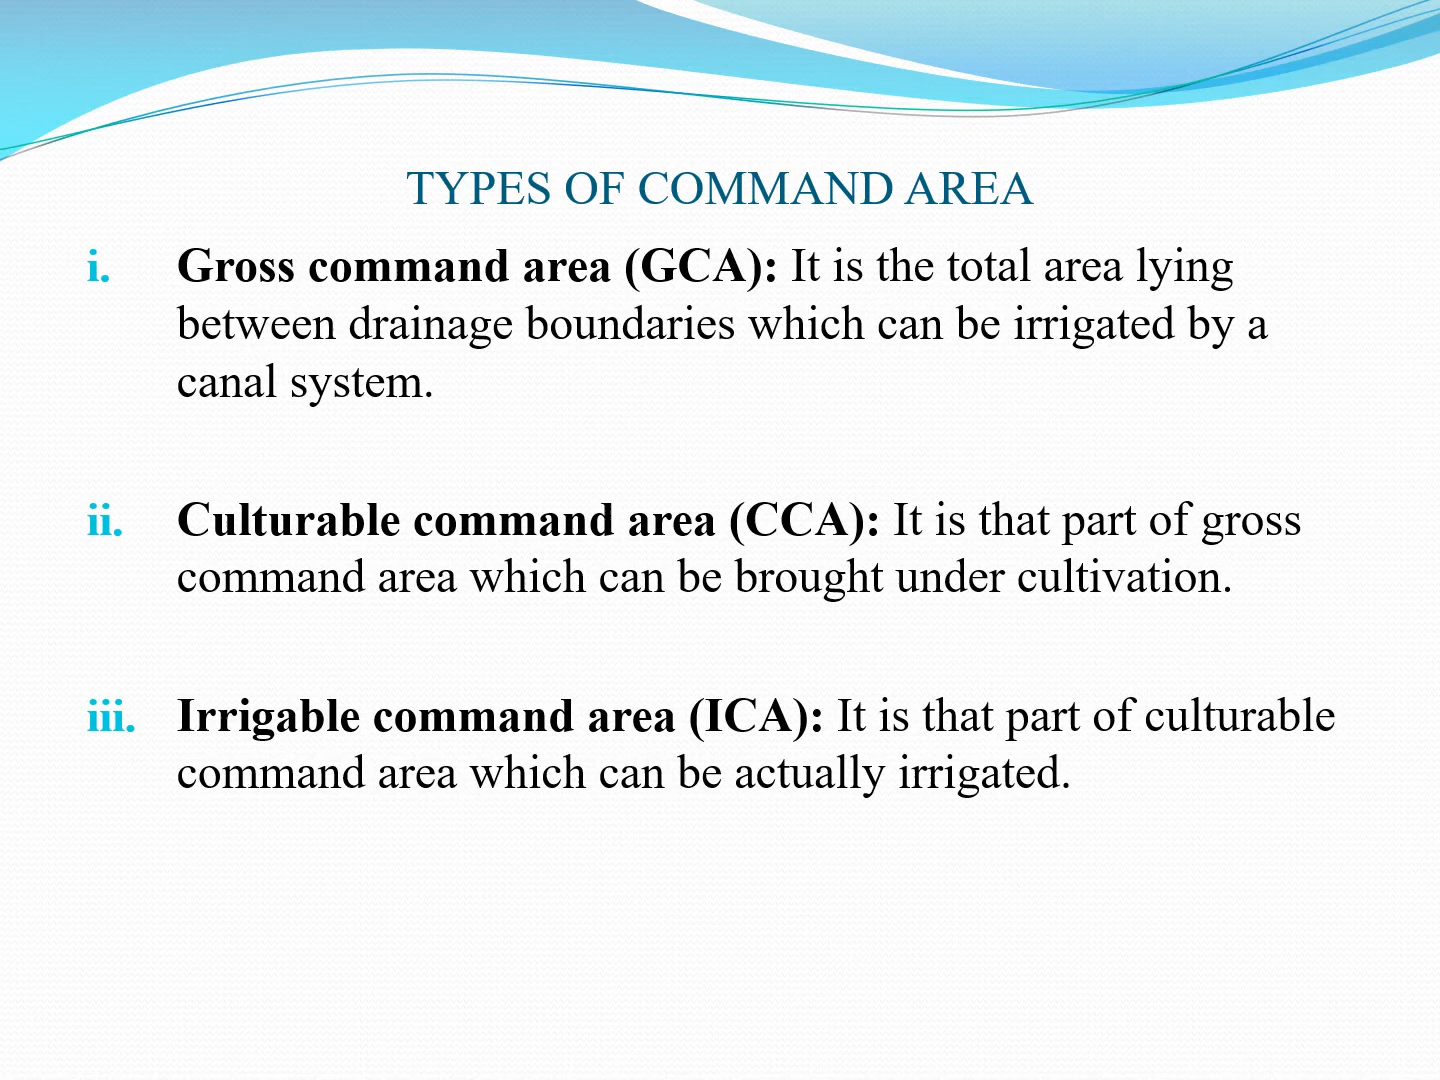 TYPES OF COMMAND AREA
i. Gross command area (GCA): It is the total area lying
between drainage boundaries which can be irrigated by a
canal system.
ii. Culturable command area (CCA): It is that part of gross
command area which can be brought under cultivation.
iii. Irrigable command area (ICA): It is that part of culturable
command area which can be actually irrigated.